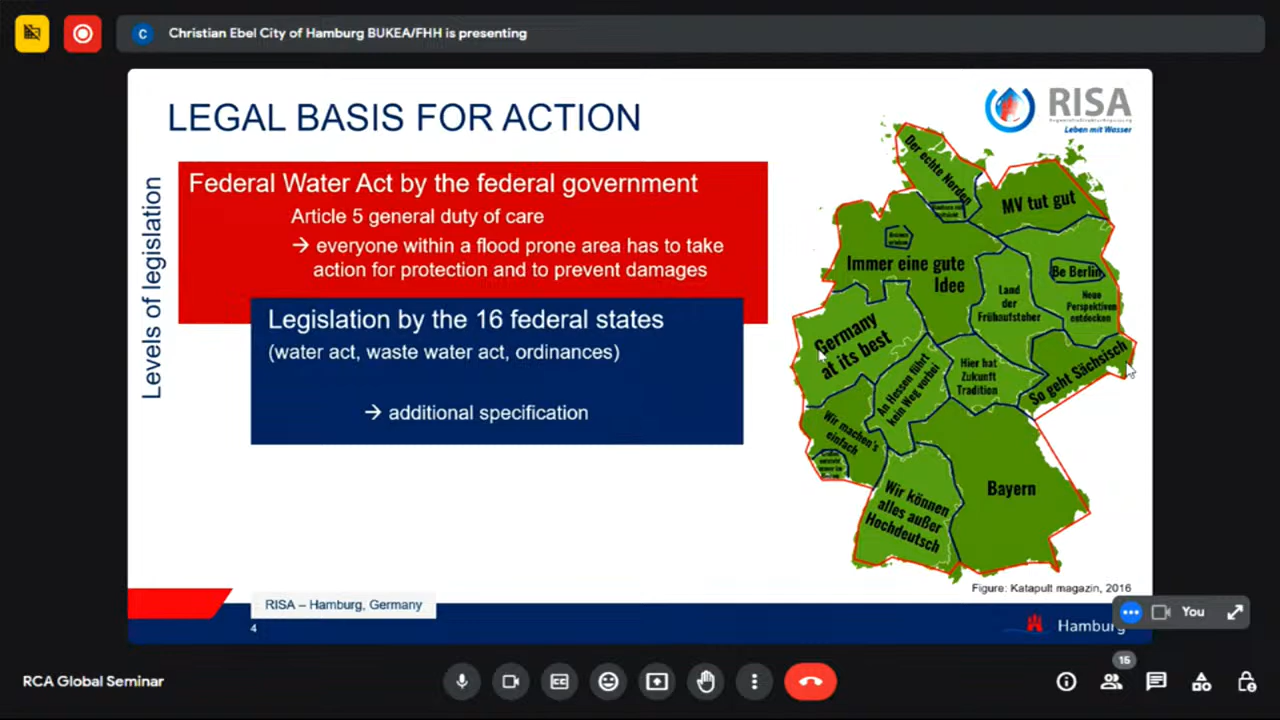 C
Christian Ebel City of Hamburg BUKEA/FHH is presenting
LEGAL BASIS FOR ACTION
RISA
Leben mit Wasser
Levels of legislation
Federal Water Act by the federal government
Article 5 general duty of care
→ everyone within a flood prone area has to take
action for protection and to prevent damages
Legislation by the 16 federal states
(water act, waste water act, ordinances)
→ additional specification
Der echte Norden
MV tut gut
Immer eine gute
Idee
Be Berlin
Land
der
Frühaufsteher
Neue
Perspektiven
entdecken
Germany
at its best
An Hessen führt
kein Weg vorbei
Hier hat
Zukunft
Tradition
So geht Sächsisch
Wir machen's
einfach
Wir können
alles außer
Hochdeutsch
Bayern
Figure: Katapult magazin, 2016
RISA – Hamburg, Germany
4
Hamburg
You
RCA Global Seminar
15